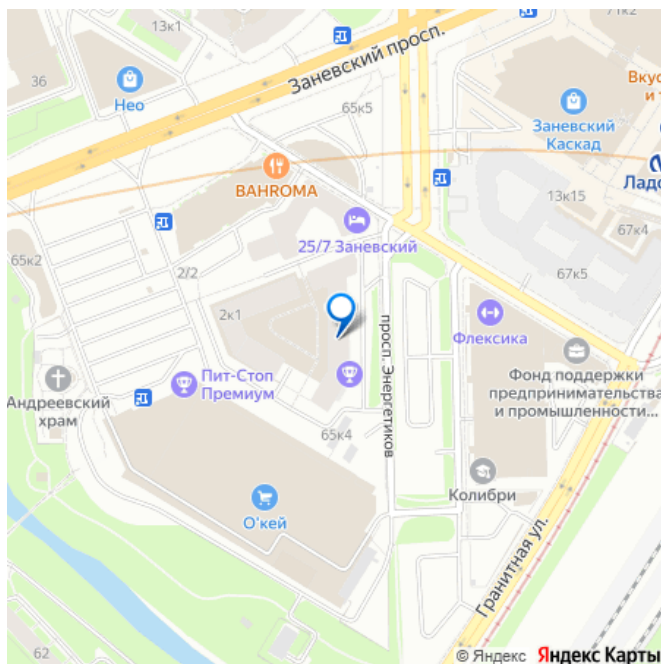 13к1
71к2
36
Нео
Заневский просп.
65к5
Вкус
и т
Заневский
Каскад
Ладо
BAHROMA
13к15
67к4
25/7 Заневский
65к2
2/2
67к5
2к1
просп. Энергетиков
Флексика
Фонд поддержки
предпринимательства
и промышленности...
Пит-Стоп
Премиум
Андреевский
храм
65к4
Колибри
О'кей
Гранитная ул.
62
© Яндекс Яндекс Карты